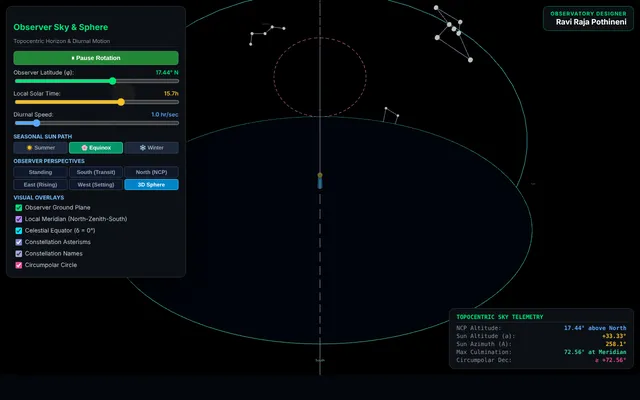 Observer Sky & Sphere
Topocentric Horizon & Diurnal Motion
Pause Rotation
Observer Latitude (φ): 17.44° N
Local Solar Time: 15.7h
Diurnal Speed: 1.0 hr/sec
SEASONAL SUN PATH
Summer Equinox Winter
OBSERVER PERSPECTIVES
Standing South (Transit) North (NCP)
East (Rising) West (Setting) 3D Sphere
VISUAL OVERLAYS
Observer Ground Plane
Local Meridian (North-Zenith-South)
Celestial Equator (δ = 0°)
Constellation Asterisms
Constellation Names
Circumpolar Circle
OBSERVATORY DESIGNER
Ravi Raja Pothineni
TOPOCENTRIC SKY TELEMETRY
NCP Altitude: 17.44° above North
Sun Altitude (a): +33.33°
Sun Azimuth (A): 258.1°
Max Culmination: 72.56° at Meridian
Circumpolar Dec: ≥ +72.56°